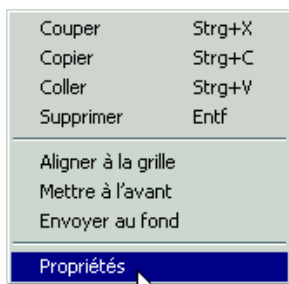 Couper Strg+X
Copier Strg+C
Coller Strg+V
Supprimer Entf
Aligner à la grille
Mettre à l'avant
Envoyer au fond
Propriétés